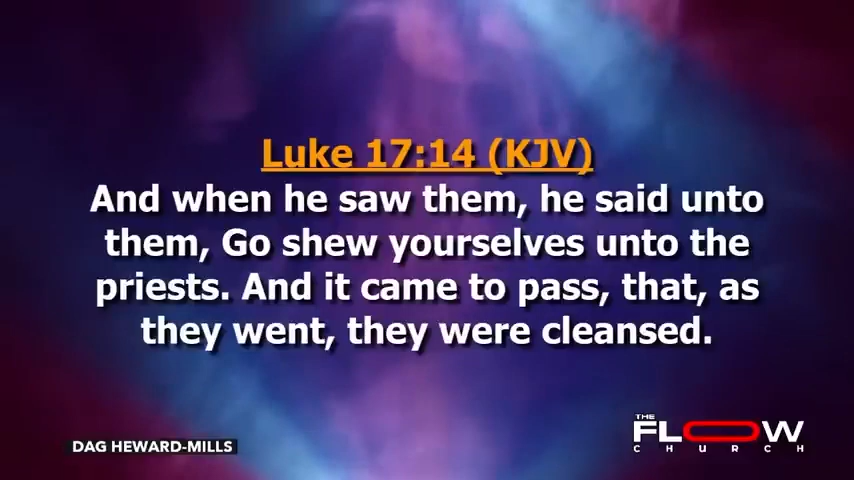 Luke 17:14 (KJV)
And when he saw them, he said unto
them, Go shew yourselves unto the
priests. And it came to pass, that, as
they went, they were cleansed.
DAG HEWARD-MILLS
THE
FLOW
CHURCH